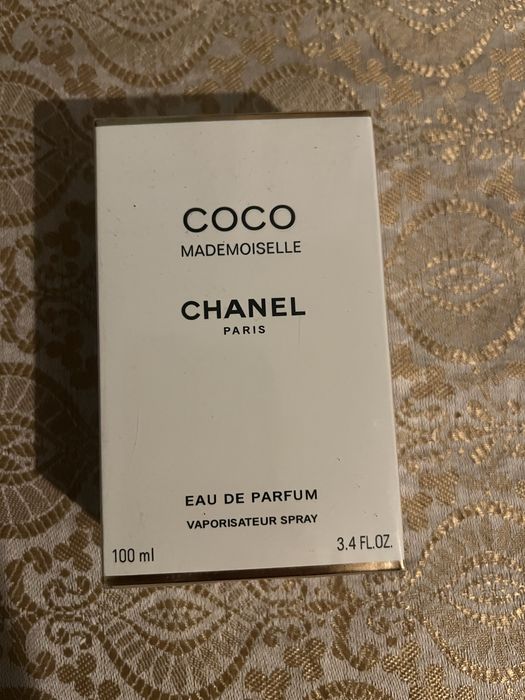 COCO
MADEMOISELLE
CHANEL
PARIS
EAU DE PARFUM
VAPORISATEUR SPRAY
100 ml 3.4 FL.OZ.